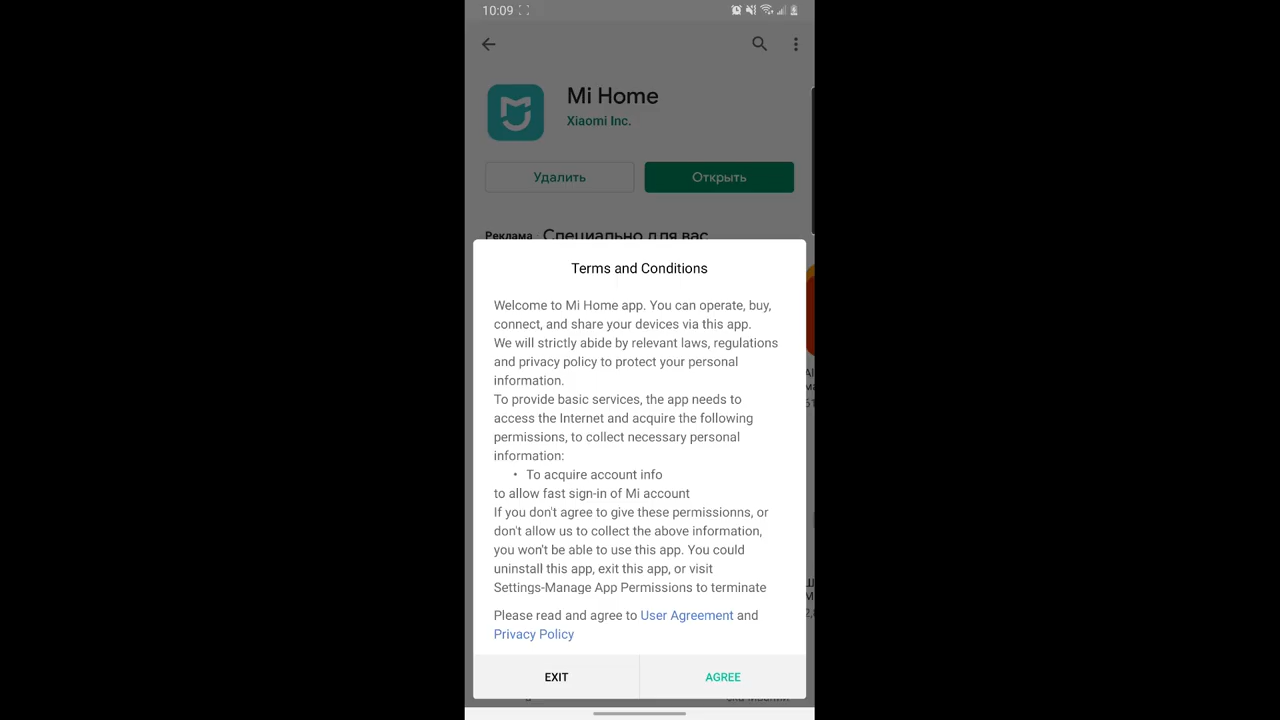 10:09
Mi Home
Xiaomi Inc.
Удалить
Открыть
Реклама · Специально для вас
Terms and Conditions
Welcome to Mi Home app. You can operate, buy,
connect, and share your devices via this app.
We will strictly abide by relevant laws, regulations
and privacy policy to protect your personal
information.
To provide basic services, the app needs to
access the Internet and acquire the following
permissions, to collect necessary personal
information:
• To acquire account info
to allow fast sign-in of Mi account
If you don't agree to give these permissionns, or
don't allow us to collect the above information,
you won't be able to use this app. You could
uninstall this app, exit this app, or visit
Settings-Manage App Permissions to terminate
Please read and agree to User Agreement and
Privacy Policy
EXIT
AGREE